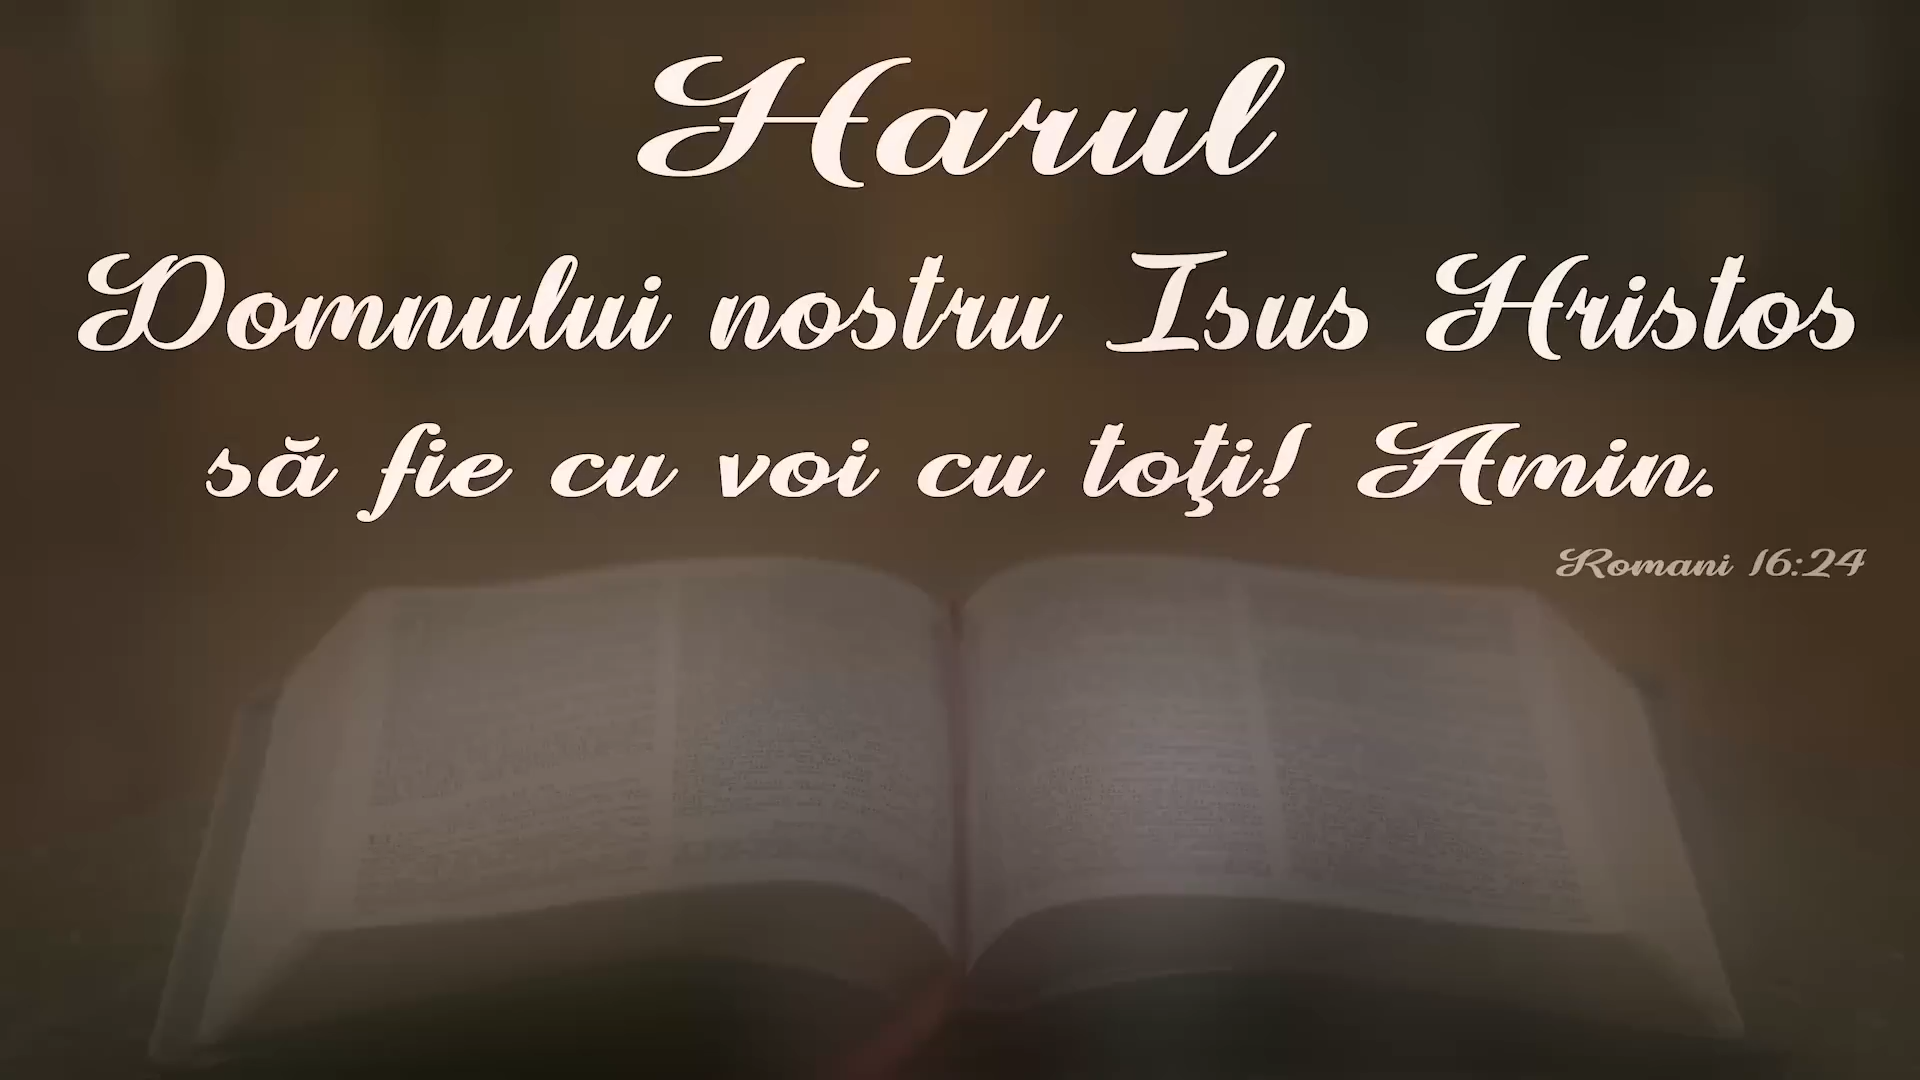 Harul
Domnului nostru Isus Hristos
să fie cu voi cu toţi! Amin.
Romani 16:24